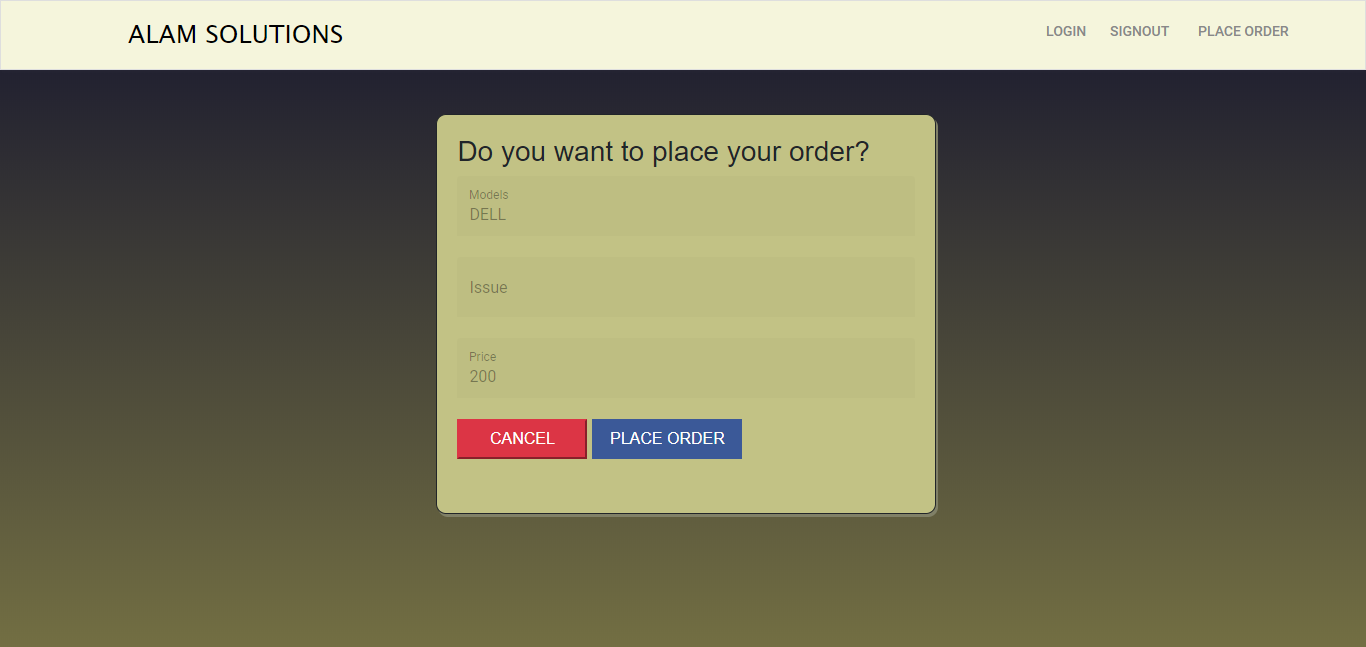 ALAM SOLUTIONS
LOGIN SIGNOUT PLACE ORDER
Do you want to place your order?
Models
DELL
Issue
Price
200
CANCEL PLACE ORDER